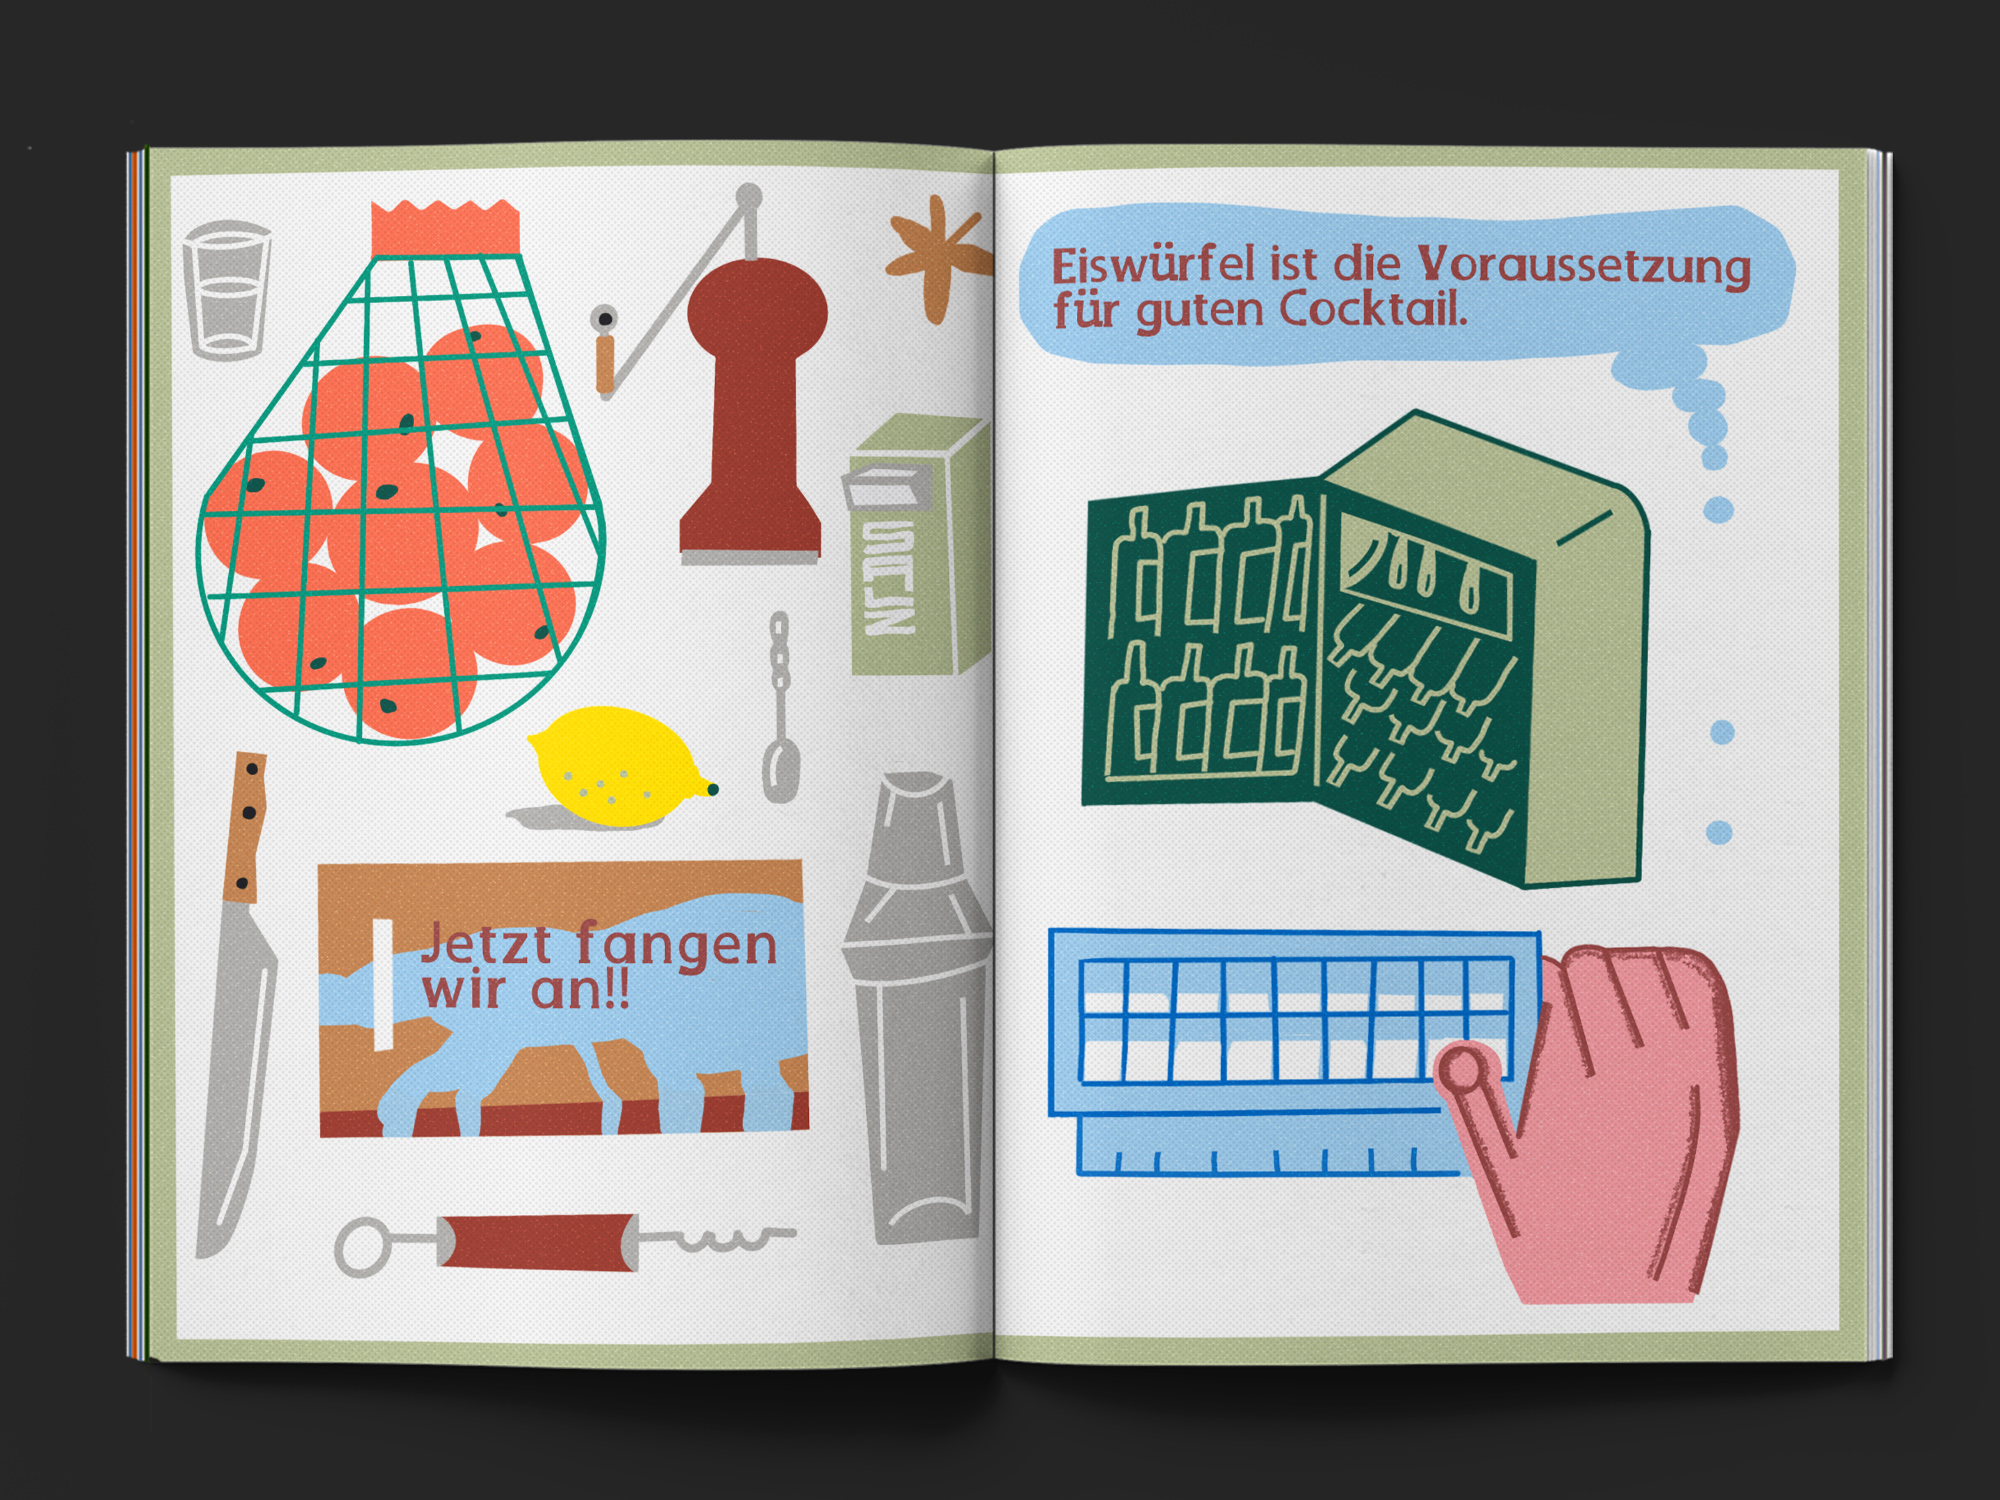 Jetzt fangen
wir an!!
Eiswürfel ist die Voraussetzung
für guten Cocktail.